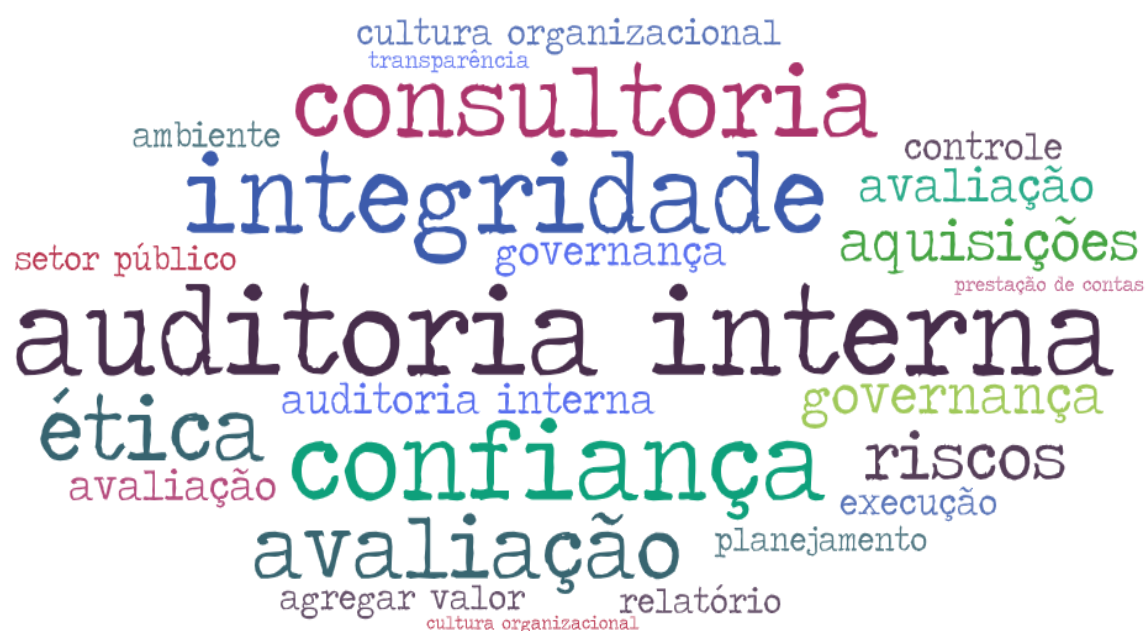 cultura organizacional
transparência
consultoria
ambiente
controle
integridade
avaliação
aquisições
setor público
governança
prestação de contas
auditoria interna
ética
auditoria interna
governança
confiança
riscos
avaliação
execução
avaliação
planejamento
agregar valor
relatório
cultura organizacional